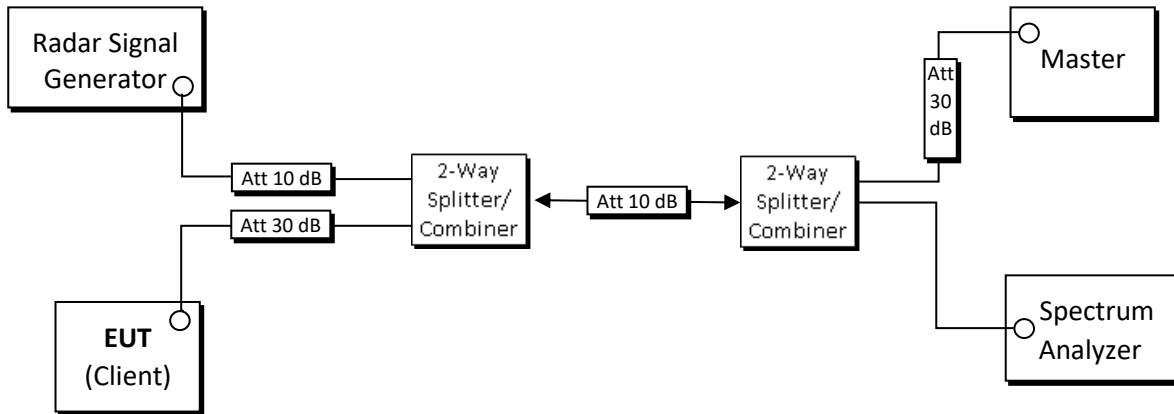 Radar Signal
Generator
Att 10 dB
Att 30 dB
EUT
(Client)
2-Way
Splitter/
Combiner
Att 10 dB
2-Way
Splitter/
Combiner
Att
30
dB
Master
Spectrum
Analyzer